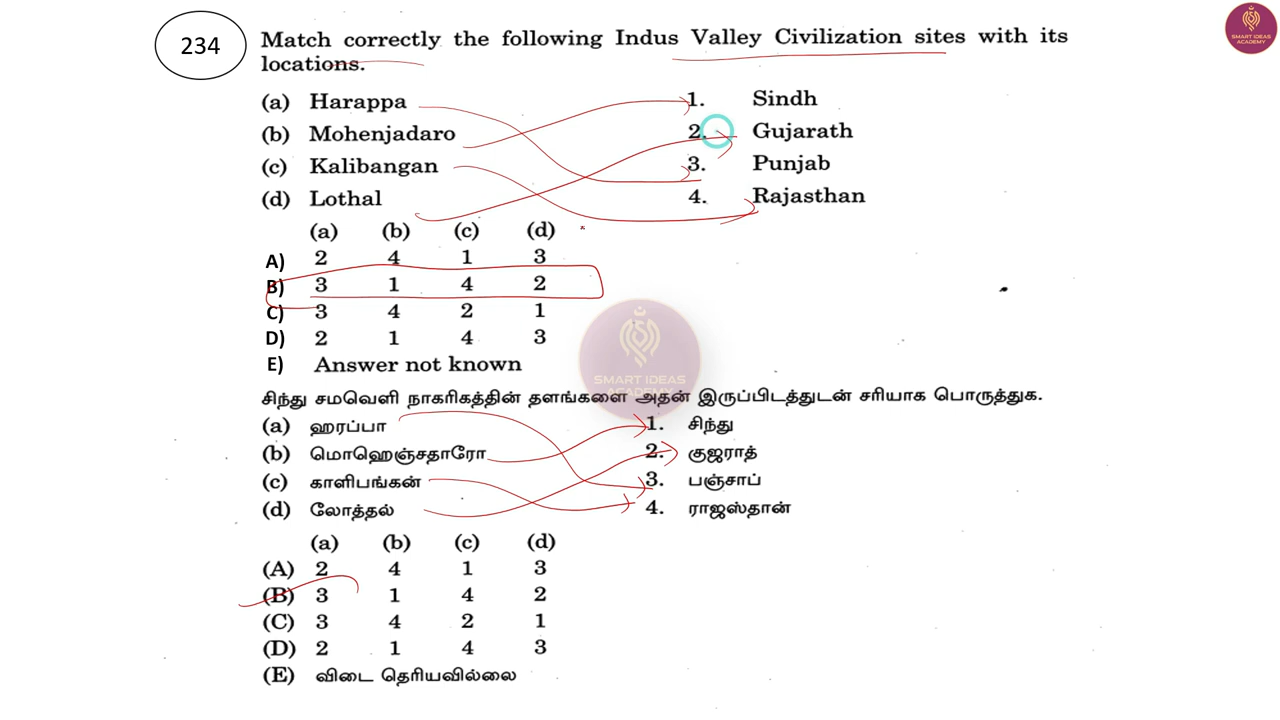 234
Match correctly the following Indus Valley Civilization sites with its
locations.
(a) Harappa 1. Sindh
(b) Mohenjadaro 2. Gujarath
(c) Kalibangan 3. Punjab
(d) Lothal 4. Rajasthan
(a) (b) (c) (d)
A) 2 4 1 3
B) 3 1 4 2
C) 3 4 2 1
D) 2 1 4 3
E) Answer not known
சிந்து சமவெளி நாகரிகத்தின் தளங்களை அதன் இருப்பிடத்துடன் சரியாக பொருத்துக.
(a) ஹரப்பா 1. சிந்து
(b) மொஹெஞ்சதாரோ 2. குஜராத்
(c) காளிபங்கன் 3. பஞ்சாப்
(d) லோத்தல் 4. ராஜஸ்தான்
(a) (b) (c) (d)
(A) 2 4 1 3
(B) 3 1 4 2
(C) 3 4 2 1
(D) 2 1 4 3
(E) விடை தெரியவில்லை
SMART IDEAS
ACADEMY
SMART IDEAS
ACADEMY